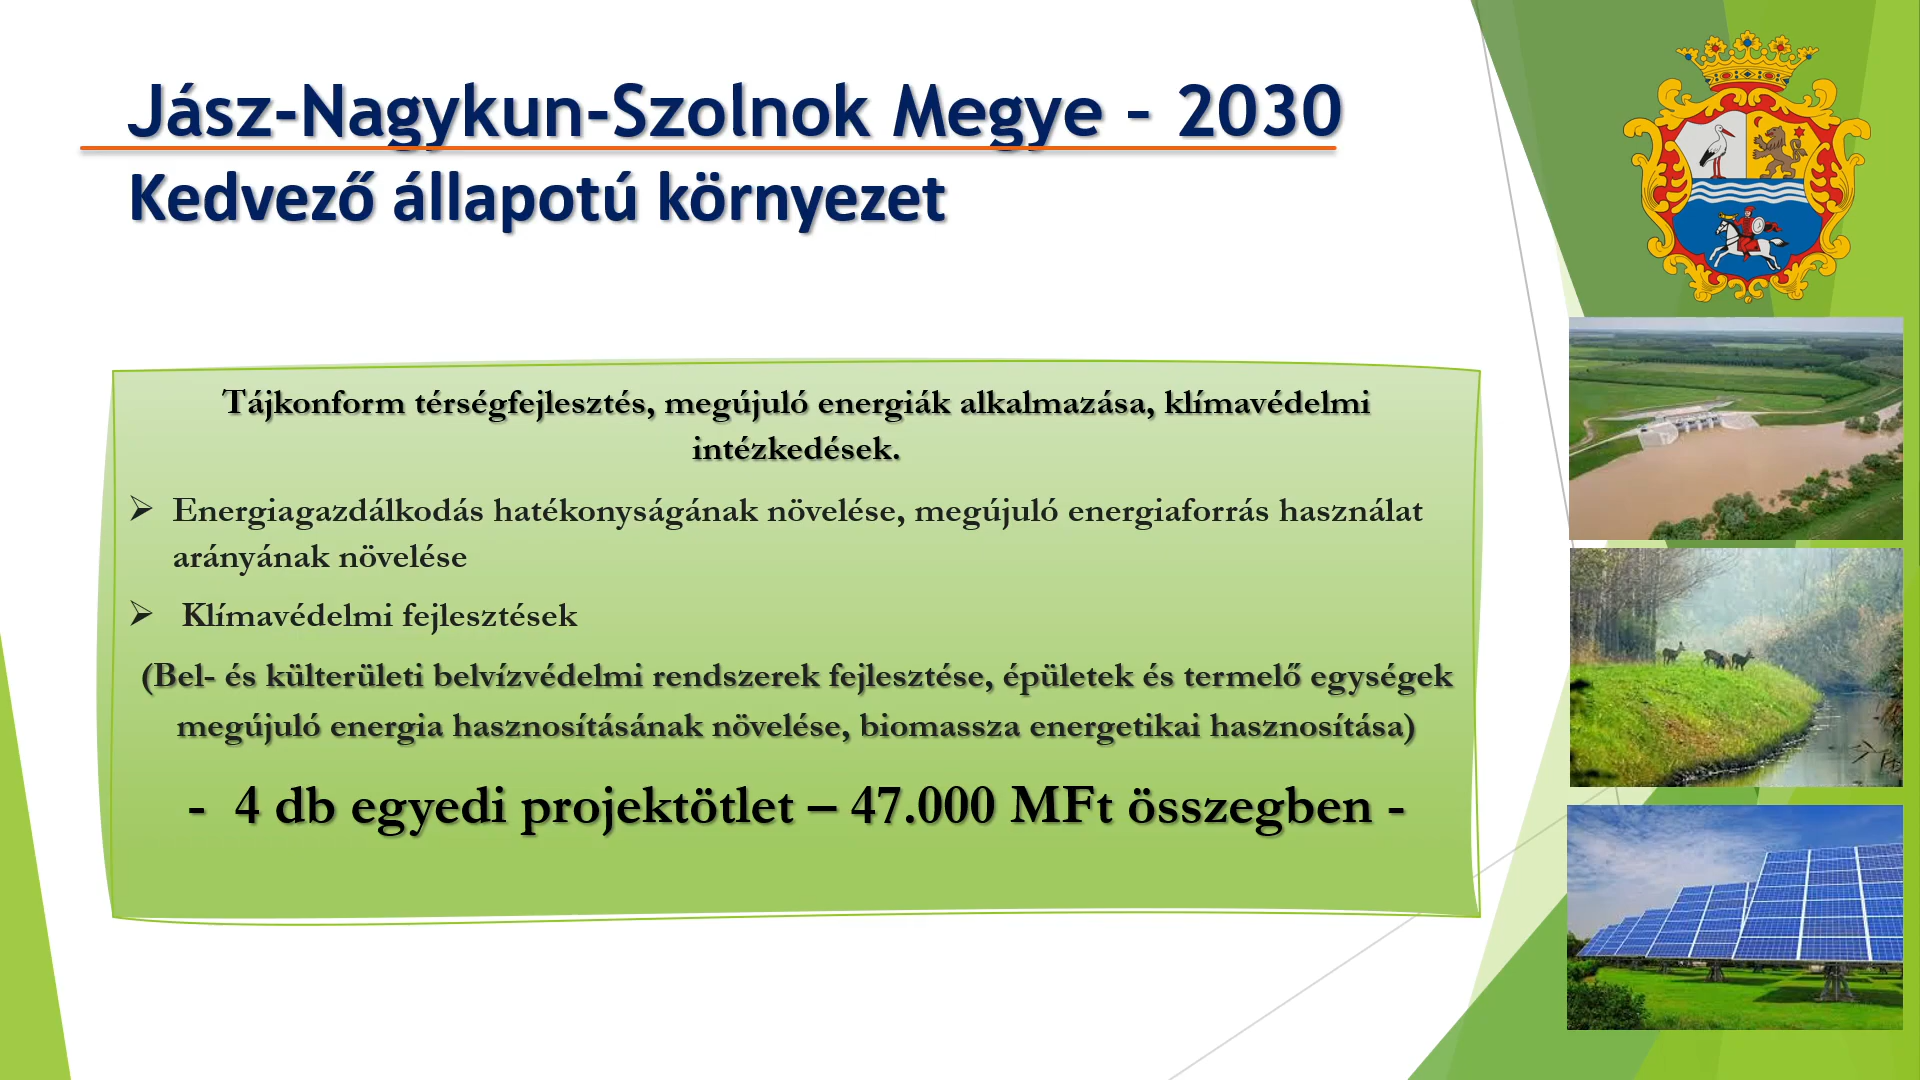 Jász-Nagykun-Szolnok Megye – 2030
Kedvező állapotú környezet
Tájkonform térségfejlesztés, megújuló energiák alkalmazása, klímavédelmi
intézkedések.
➢ Energiagazdálkodás hatékonyságának növelése, megújuló energiaforrás használat
arányának növelése
➢ Klímavédelmi fejlesztések
(Bel- és külterületi belvízvédelmi rendszerek fejlesztése, épületek és termelő egységek
megújuló energia hasznosításának növelése, biomassza energetikai hasznosítása)
- 4 db egyedi projektötlet – 47.000 MFt összegben -